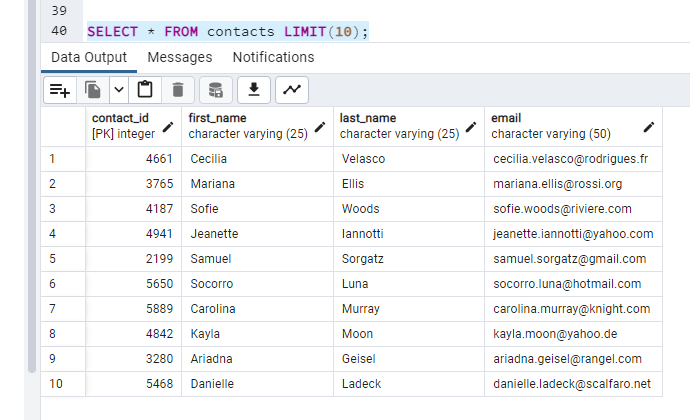 39
40 SELECT * FROM contacts LIMIT(10);
Data Output Messages Notifications
contact_id first_name last_name email
[PK] integer character varying (25) character varying (25) character varying (50)
1 4661 Cecilia Velasco cecilia.velasco@rodrigues.fr
2 3765 Mariana Ellis mariana.ellis@rossi.org
3 4187 Sofie Woods sofie.woods@riviere.com
4 4941 Jeanette Iannotti jeanette.iannotti@yahoo.com
5 2199 Samuel Sorgatz samuel.sorgatz@gmail.com
6 5650 Socorro Luna socorro.luna@hotmail.com
7 5889 Carolina Murray carolina.murray@knight.com
8 4842 Kayla Moon kayla.moon@yahoo.de
9 3280 Ariadna Geisel ariadna.geisel@rangel.com
10 5468 Danielle Ladeck danielle.ladeck@scalfaro.net